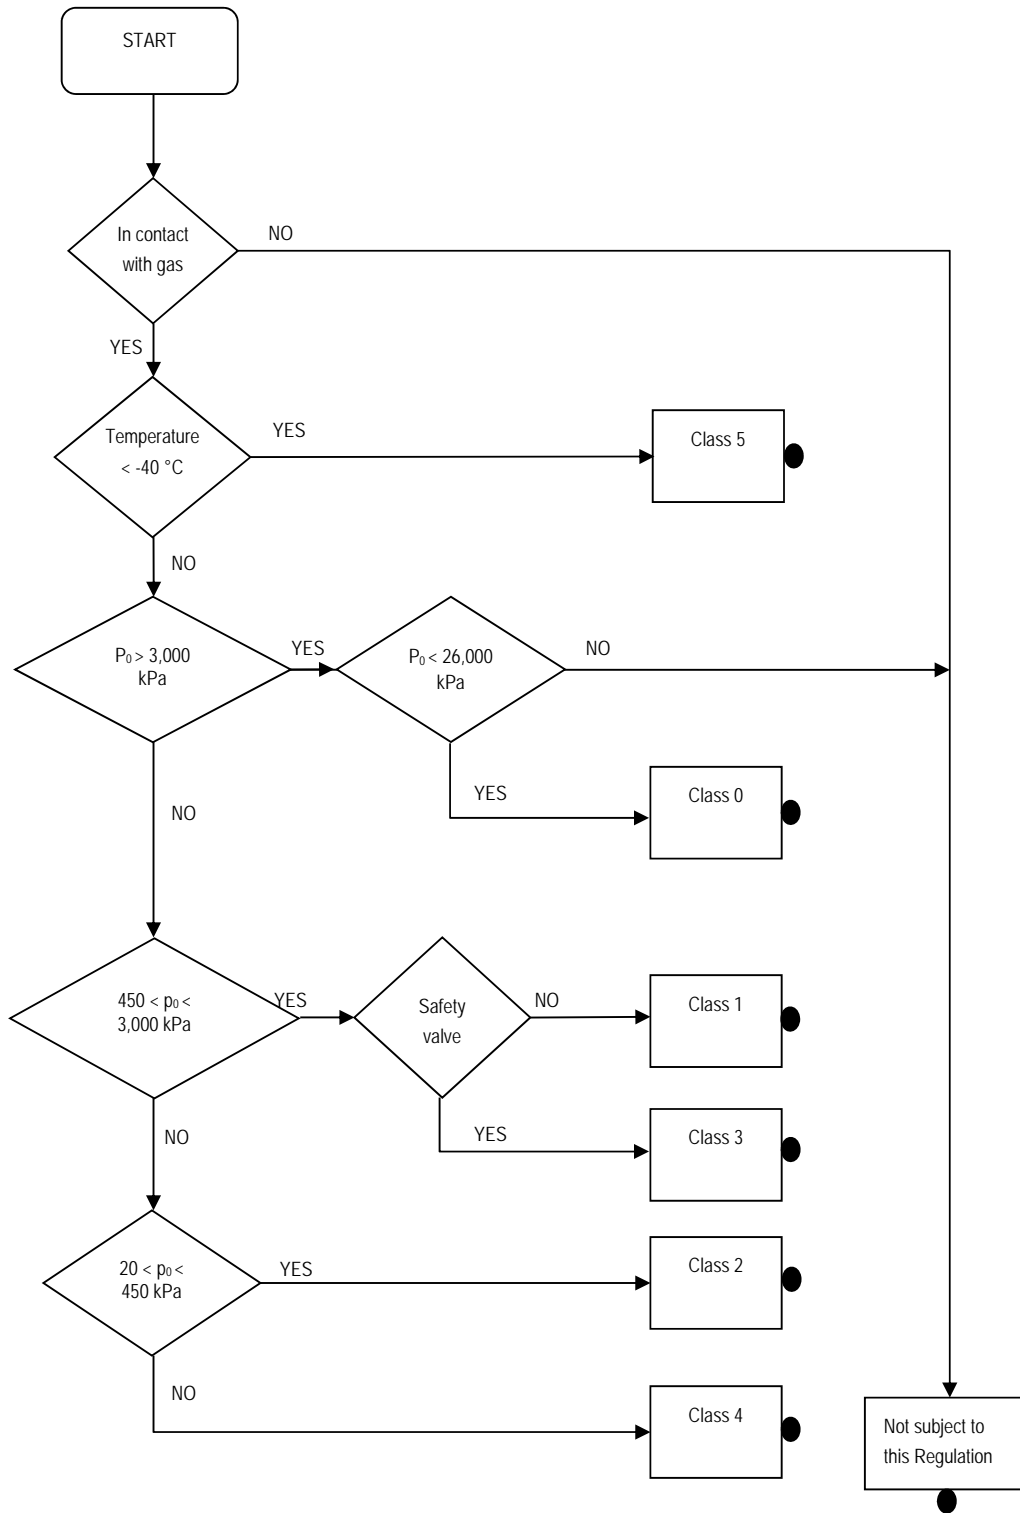 START
In contact
with gas
NO
YES
Temperature
< -40 °C
YES
Class 5
NO
P₀ > 3,000
kPa
YES
P₀ < 26,000
kPa
NO
YES
Class 0
NO
450 < p₀ <
3,000 kPa
YES
Safety
valve
NO
Class 1
YES
Class 3
NO
20 < p₀ <
450 kPa
YES
Class 2
NO
Class 4
Not subject to
this Regulation